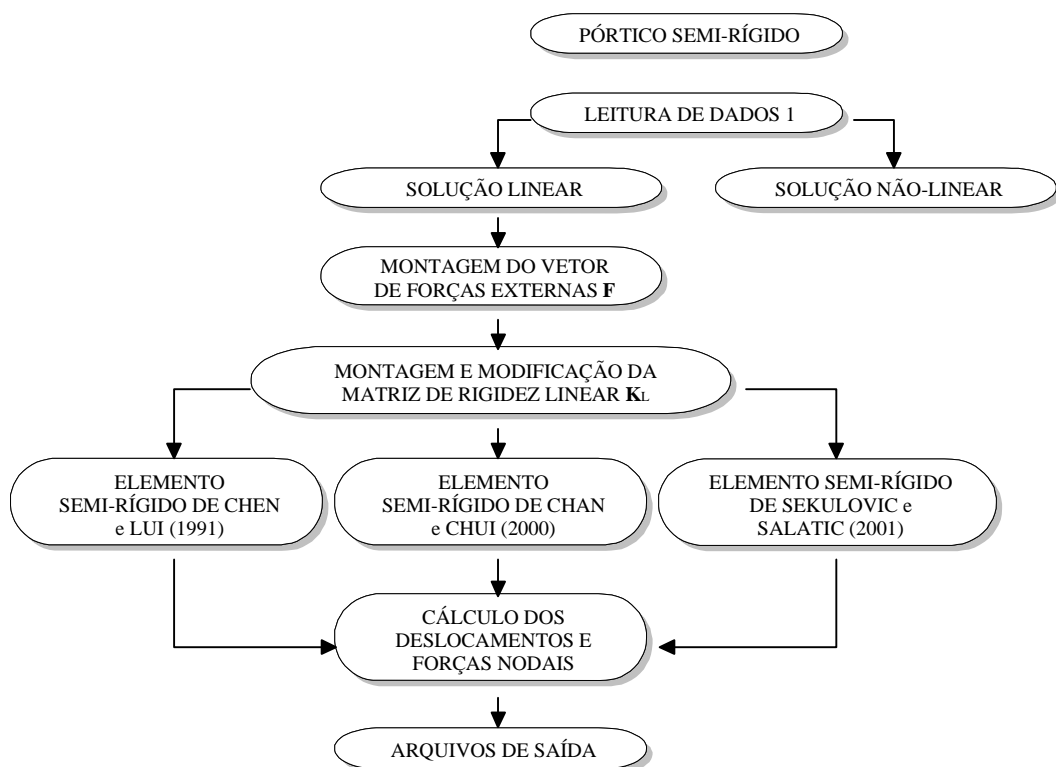 PÓRTICO SEMI-RÍGIDO
LEITURA DE DADOS 1
SOLUÇÃO LINEAR
SOLUÇÃO NÃO-LINEAR
MONTAGEM DO VETOR
DE FORÇAS EXTERNAS F
MONTAGEM E MODIFICAÇÃO DA
MATRIZ DE RIGIDEZ LINEAR KL
ELEMENTO
SEMI-RÍGIDO DE CHEN
e LUI (1991)
ELEMENTO
SEMI-RÍGIDO DE CHAN
e CHUI (2000)
ELEMENTO SEMI-RÍGIDO
DE SEKULOVIC e
SALATIC (2001)
CÁLCULO DOS
DESLOCAMENTOS E
FORÇAS NODAIS
ARQUIVOS DE SAÍDA